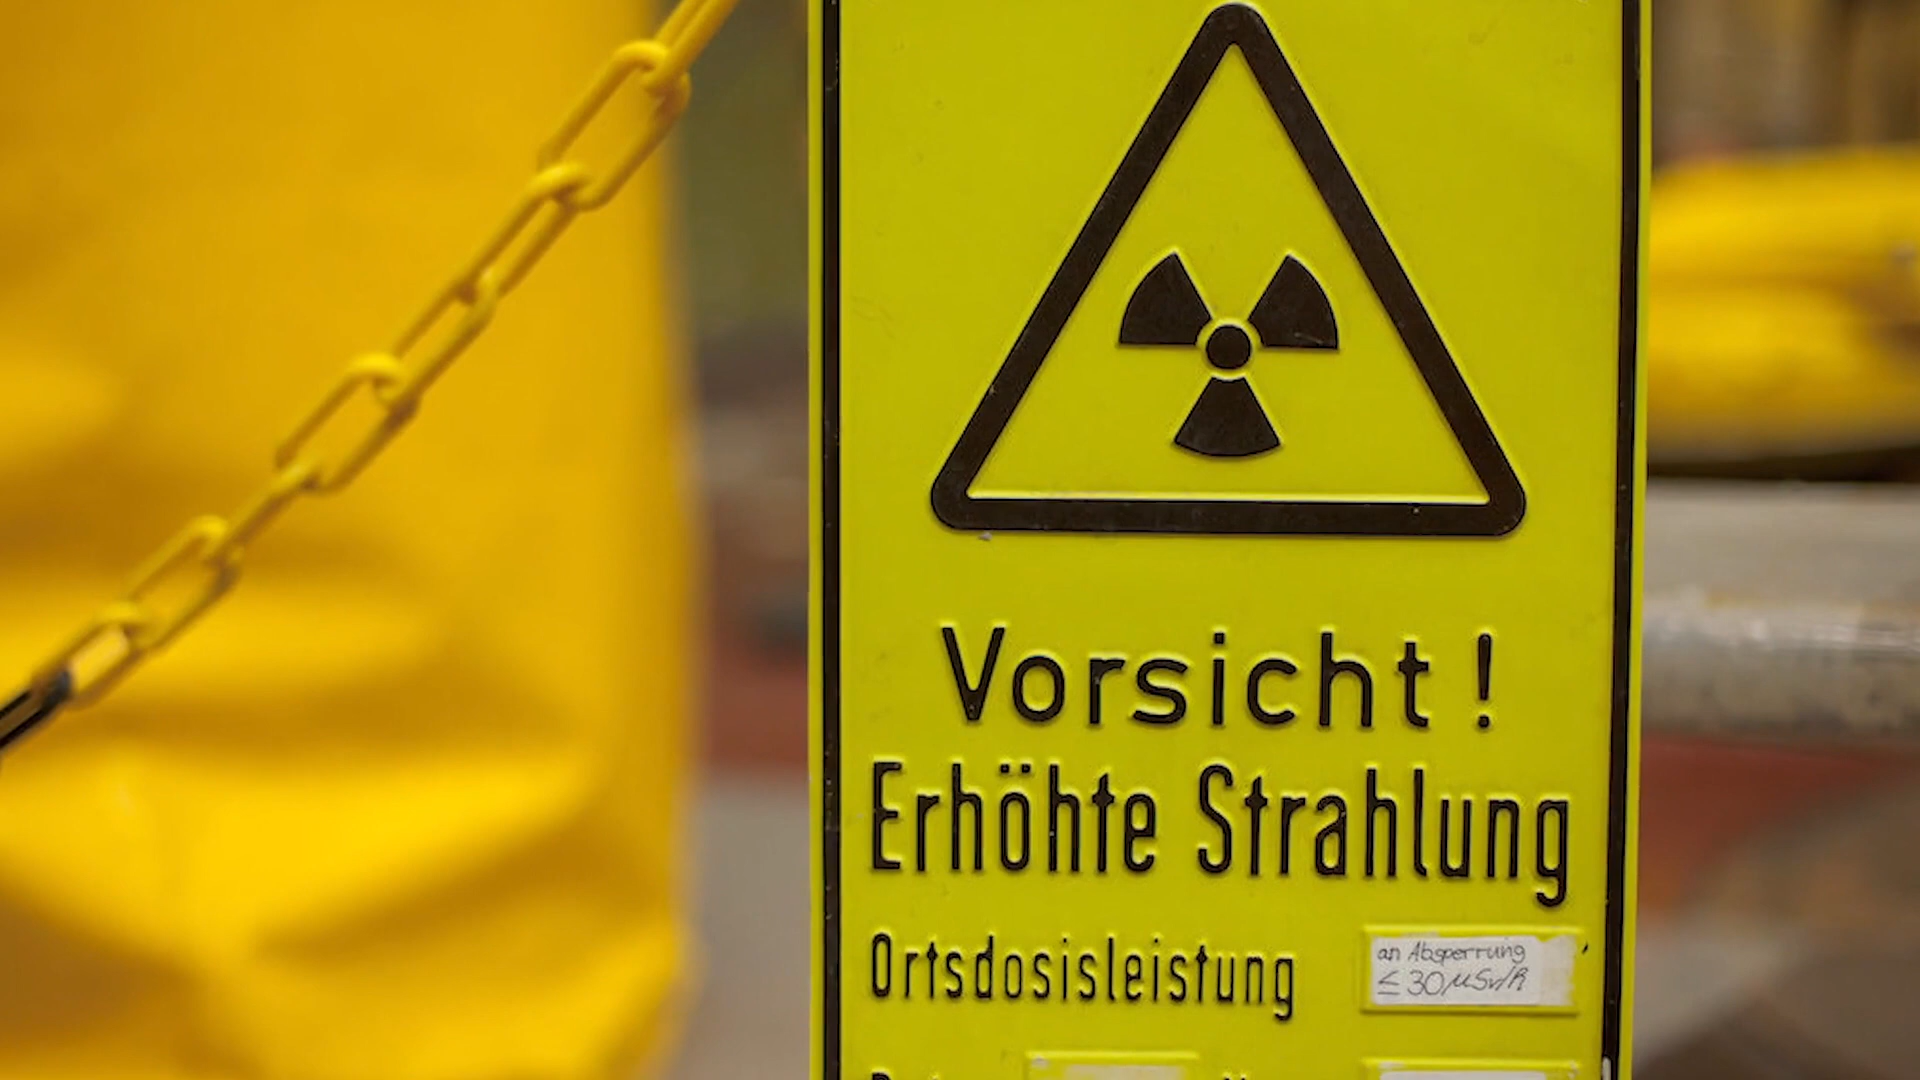 Vorsicht !
Erhöhte Strahlung
Ortsdosisleistung
an Absperrung
≤ 30 µSv/h